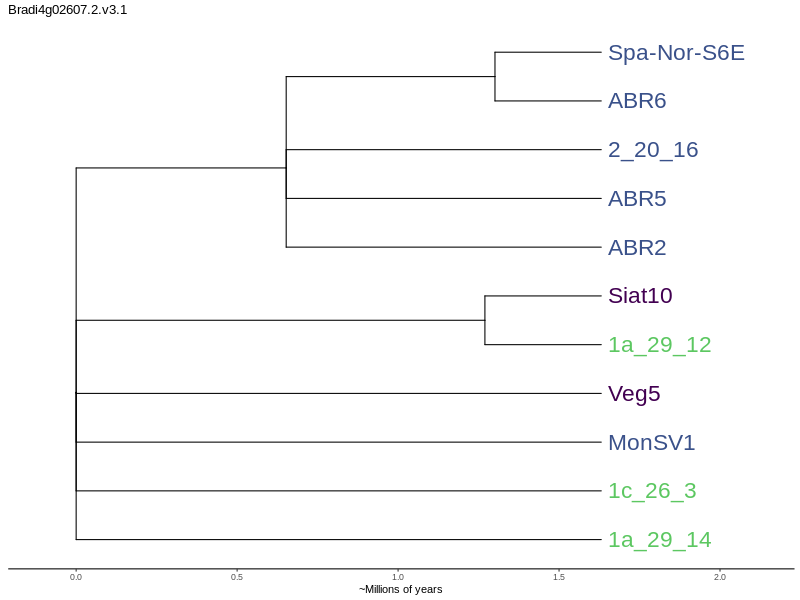 Bradi4g02607.2.v3.1
Spa-Nor-S6E
ABR6
2_20_16
ABR5
ABR2
Siat10
1a_29_12
Veg5
MonSV1
1c_26_3
1a_29_14
0.0 0.5 1.0 1.5 2.0
~Millions of years